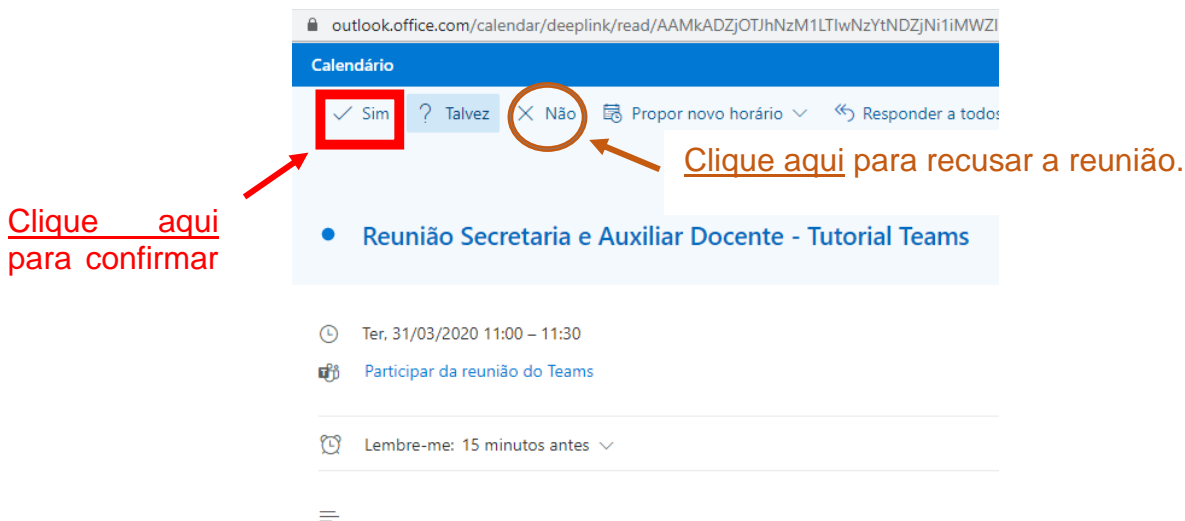 outlook.office.com/calendar/deeplink/read/AAMkADZjOTJhNzM1LTIwNzYtNDZjNi1iMWZl
Calendário
Sim ? Talvez Não Propor novo horário Responder a todos
Clique aqui para recusar a reunião.
Clique aqui
para confirmar
Reunião Secretaria e Auxiliar Docente - Tutorial Teams
Ter, 31/03/2020 11:00 – 11:30
Participar da reunião do Teams
Lembre-me: 15 minutos antes